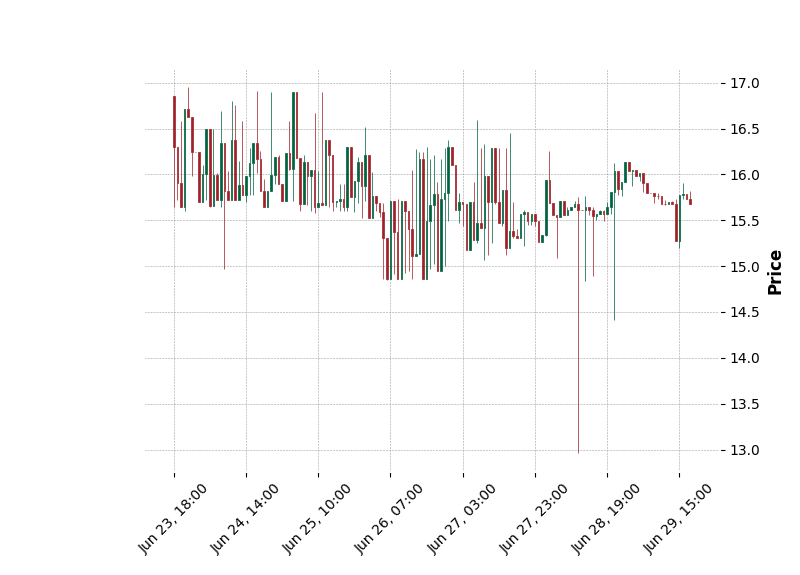 17.0
16.5
16.0
15.5
15.0
14.5
14.0
13.5
13.0
Price
Jun 23, 18:00
Jun 24, 14:00
Jun 25, 10:00
Jun 26, 07:00
Jun 27, 03:00
Jun 27, 23:00
Jun 28, 19:00
Jun 29, 15:00